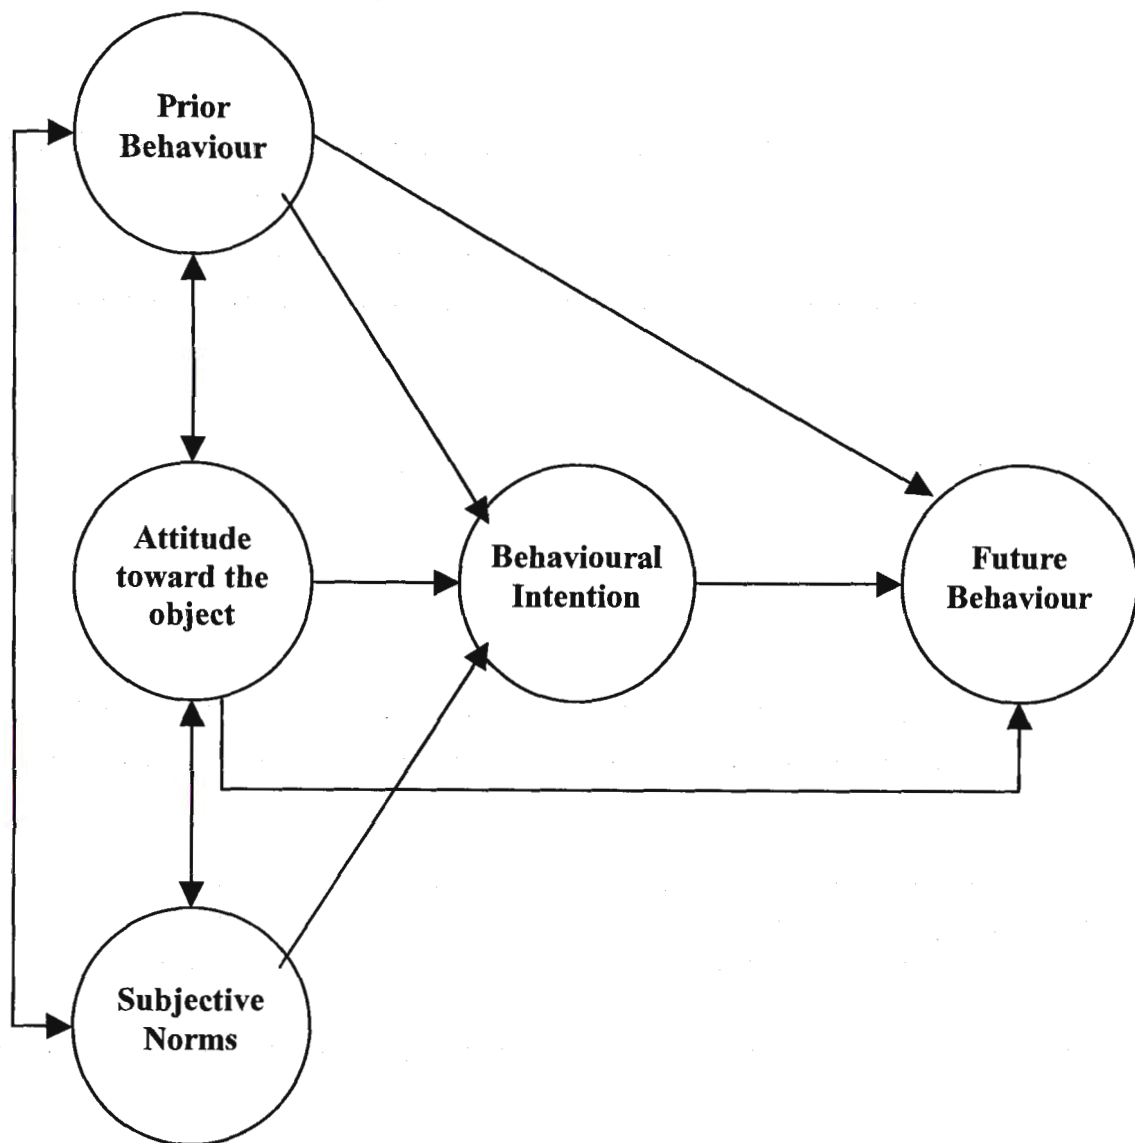 Prior
Behaviour
Attitude
toward the
object
Behavioural
Intention
Future
Behaviour
Subjective
Norms